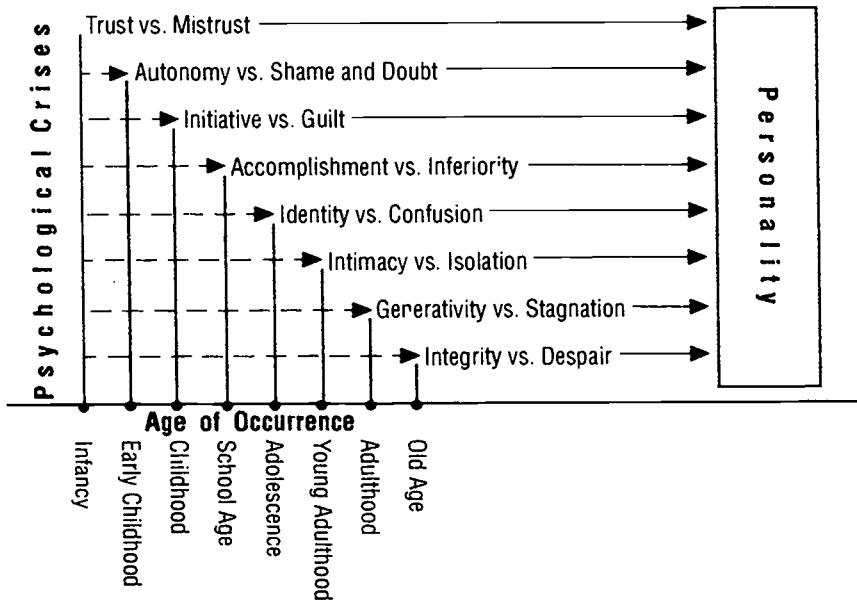 Psychological Crises
Trust vs. Mistrust
Autonomy vs. Shame and Doubt
Initiative vs. Guilt
Accomplishment vs. Inferiority
Identity vs. Confusion
Intimacy vs. Isolation
Generativity vs. Stagnation
Integrity vs. Despair
Personality
Age of Occurrence
Infancy
Early Childhood
Childhood
School Age
Adolescence
Young Adulthood
Adulthood
Old Age